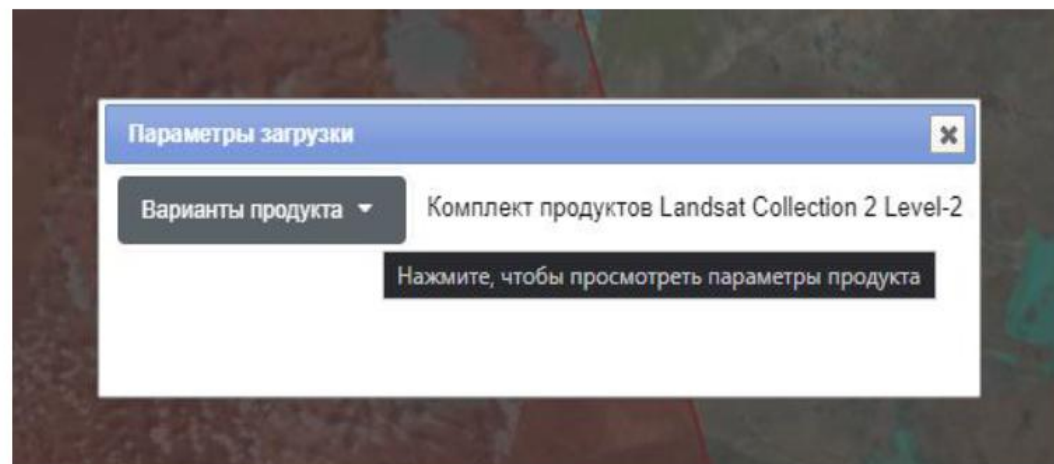 Параметры загрузки
Варианты продукта
Комплект продуктов Landsat Collection 2 Level-2
Нажмите, чтобы просмотреть параметры продукта